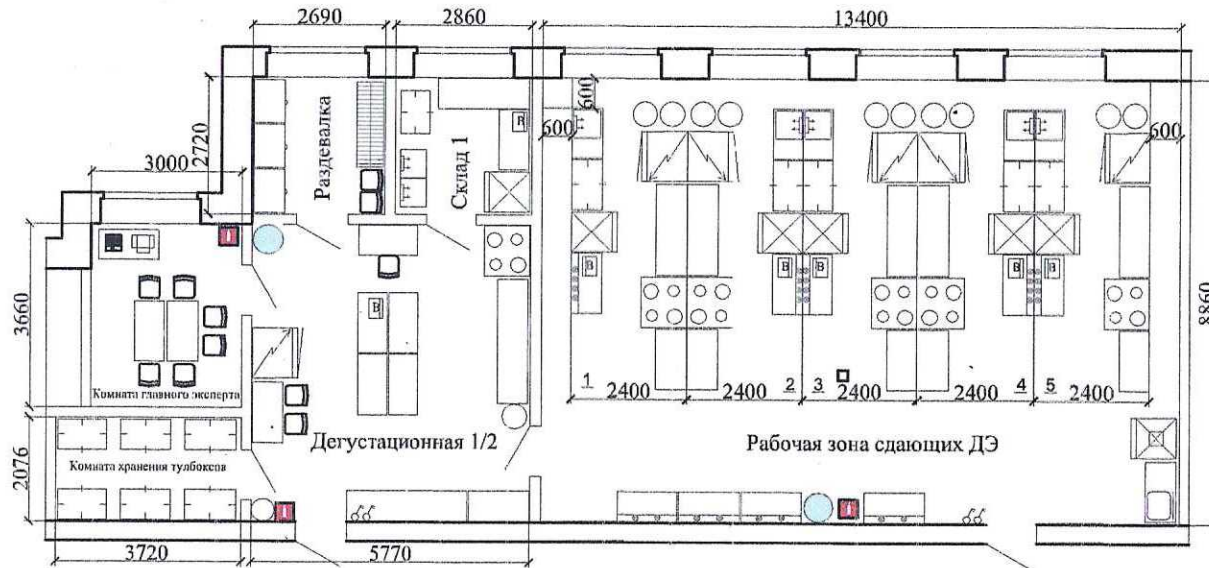 2690
2860
13400
2720
3000
Раздевалка
Склад 1
600
600
600
В
3660
8860
В
В
В
В
В
В
1
2
3
4
5
2400
2400
2400
2400
2400
Комната главного эксперта
Дегустационная 1/2
Рабочая зона сдающих ДЭ
2076
Комната хранения тулбоксов
3720
5770